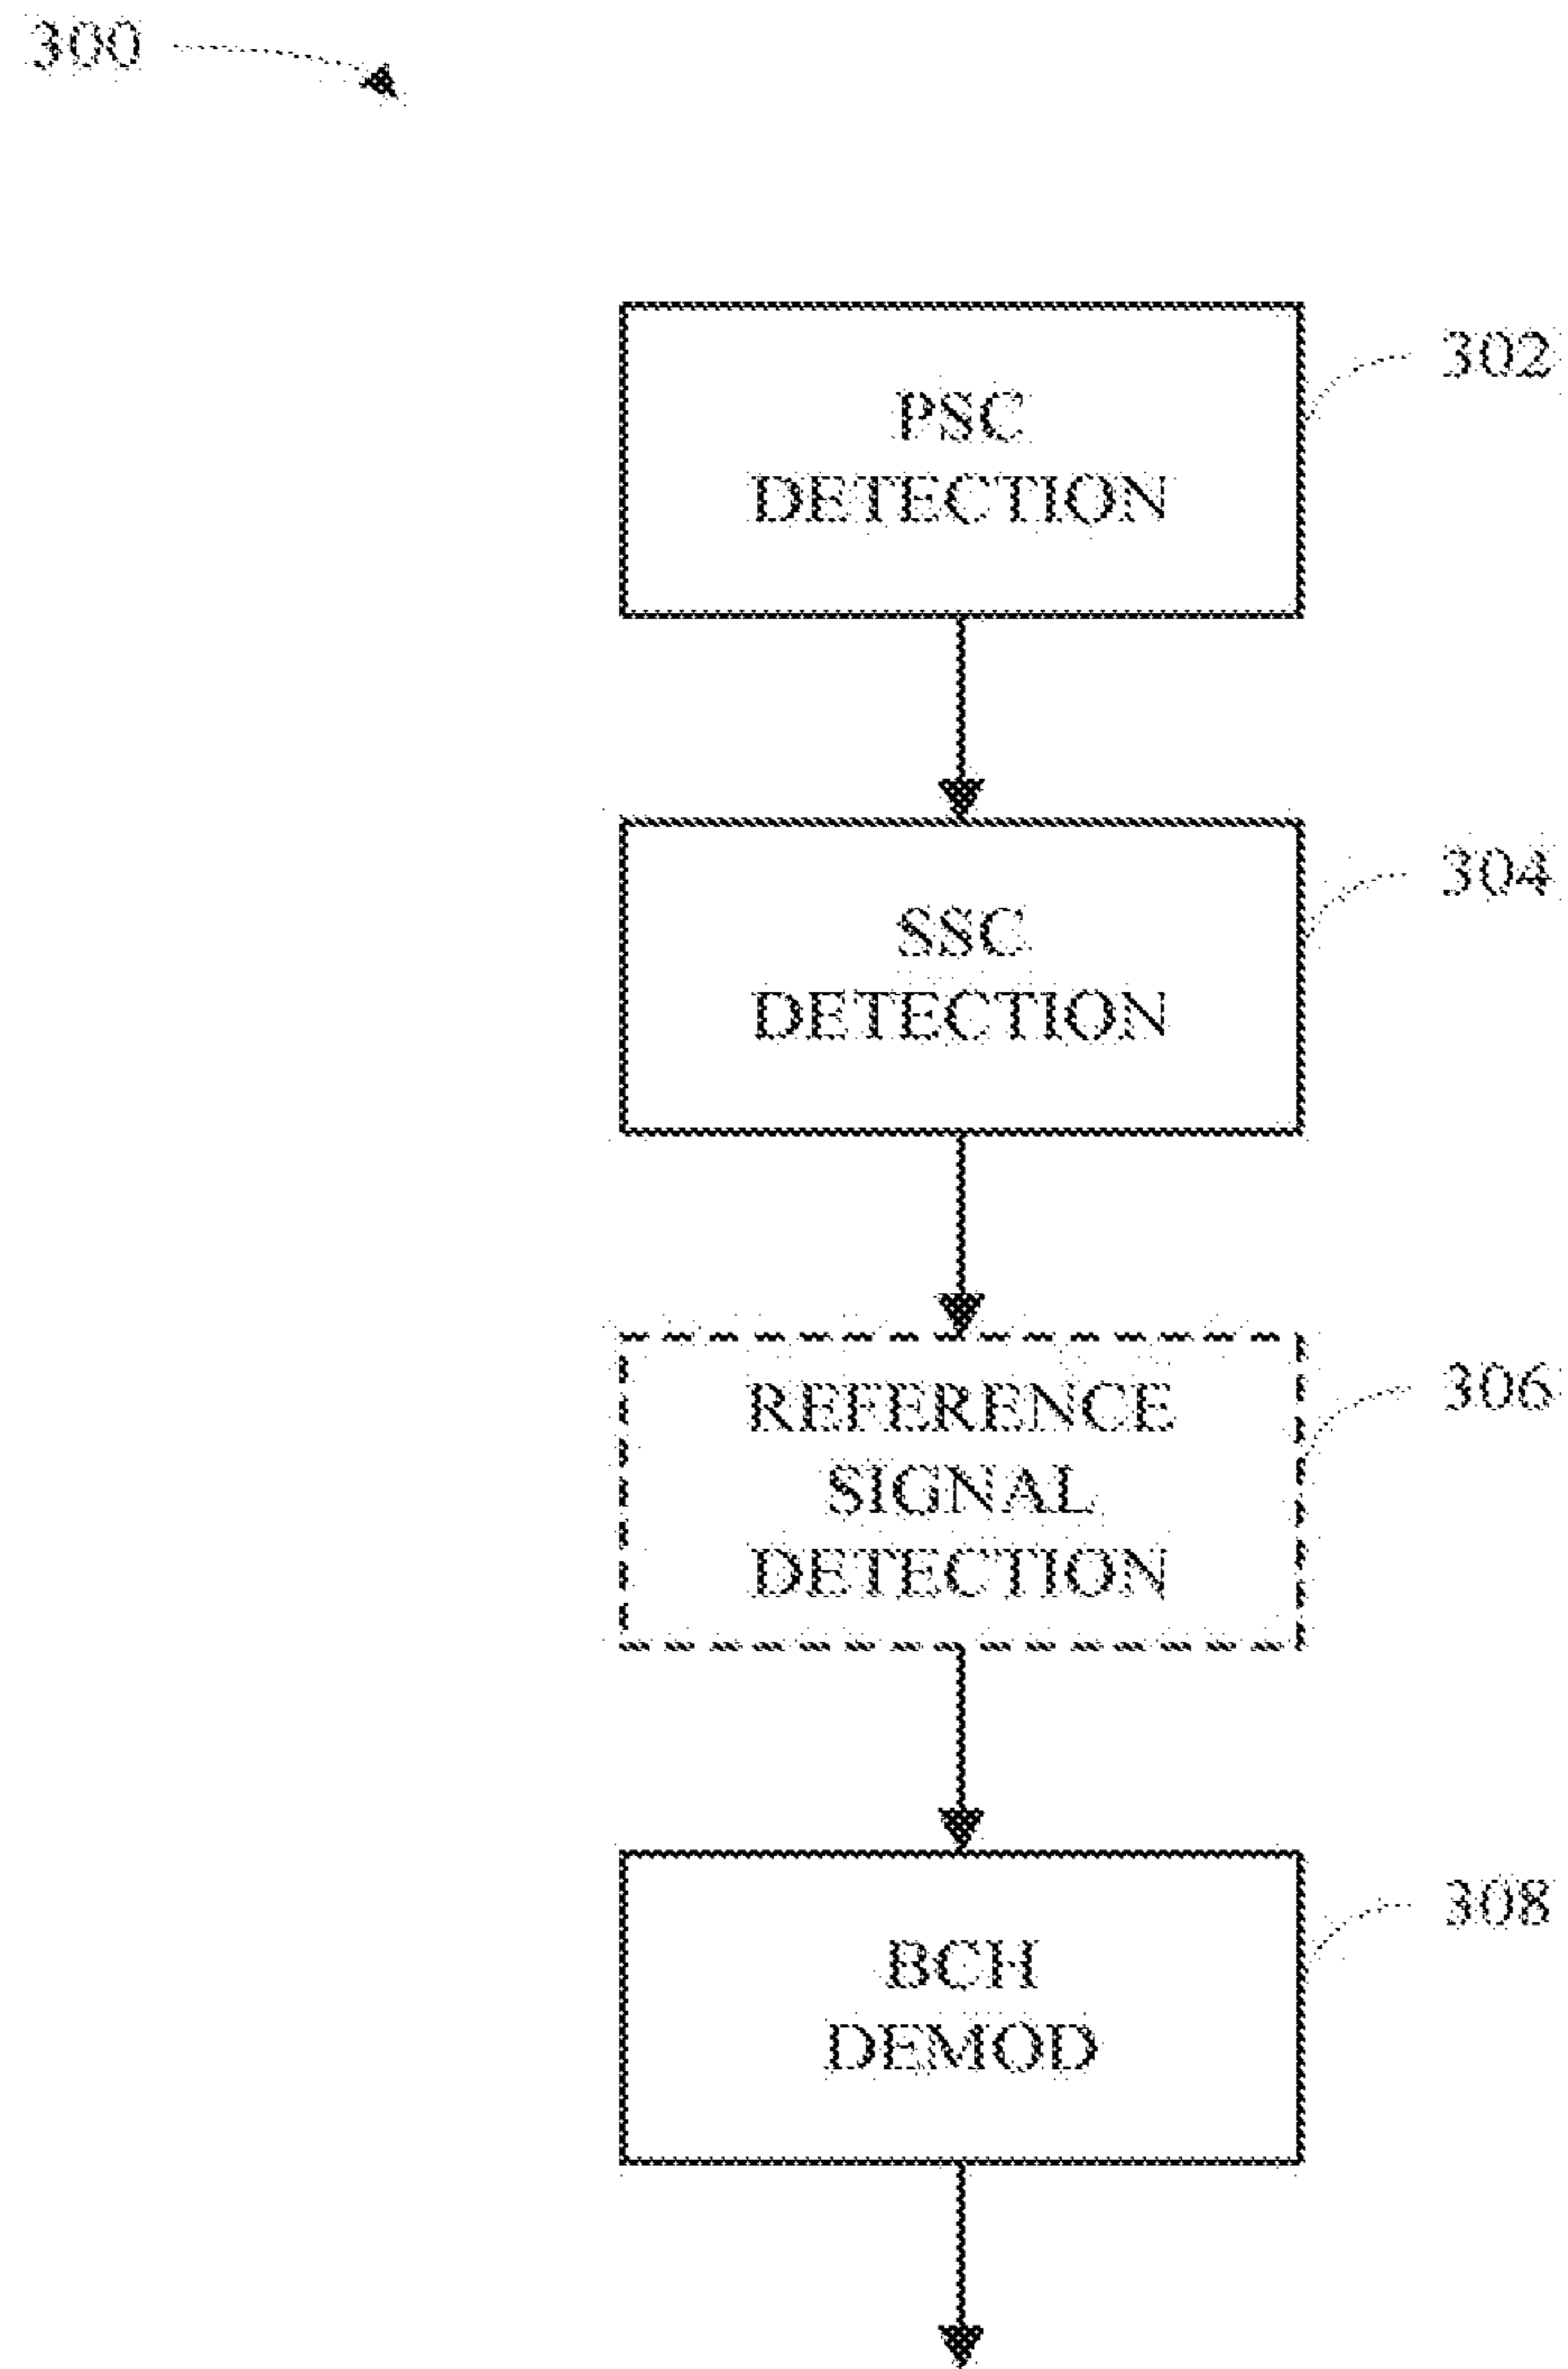 300
302
PSC
DETECTION
304
SSC
DETECTION
306
REFERENCE
SIGNAL
DETECTION
308
BCH
DEMOD